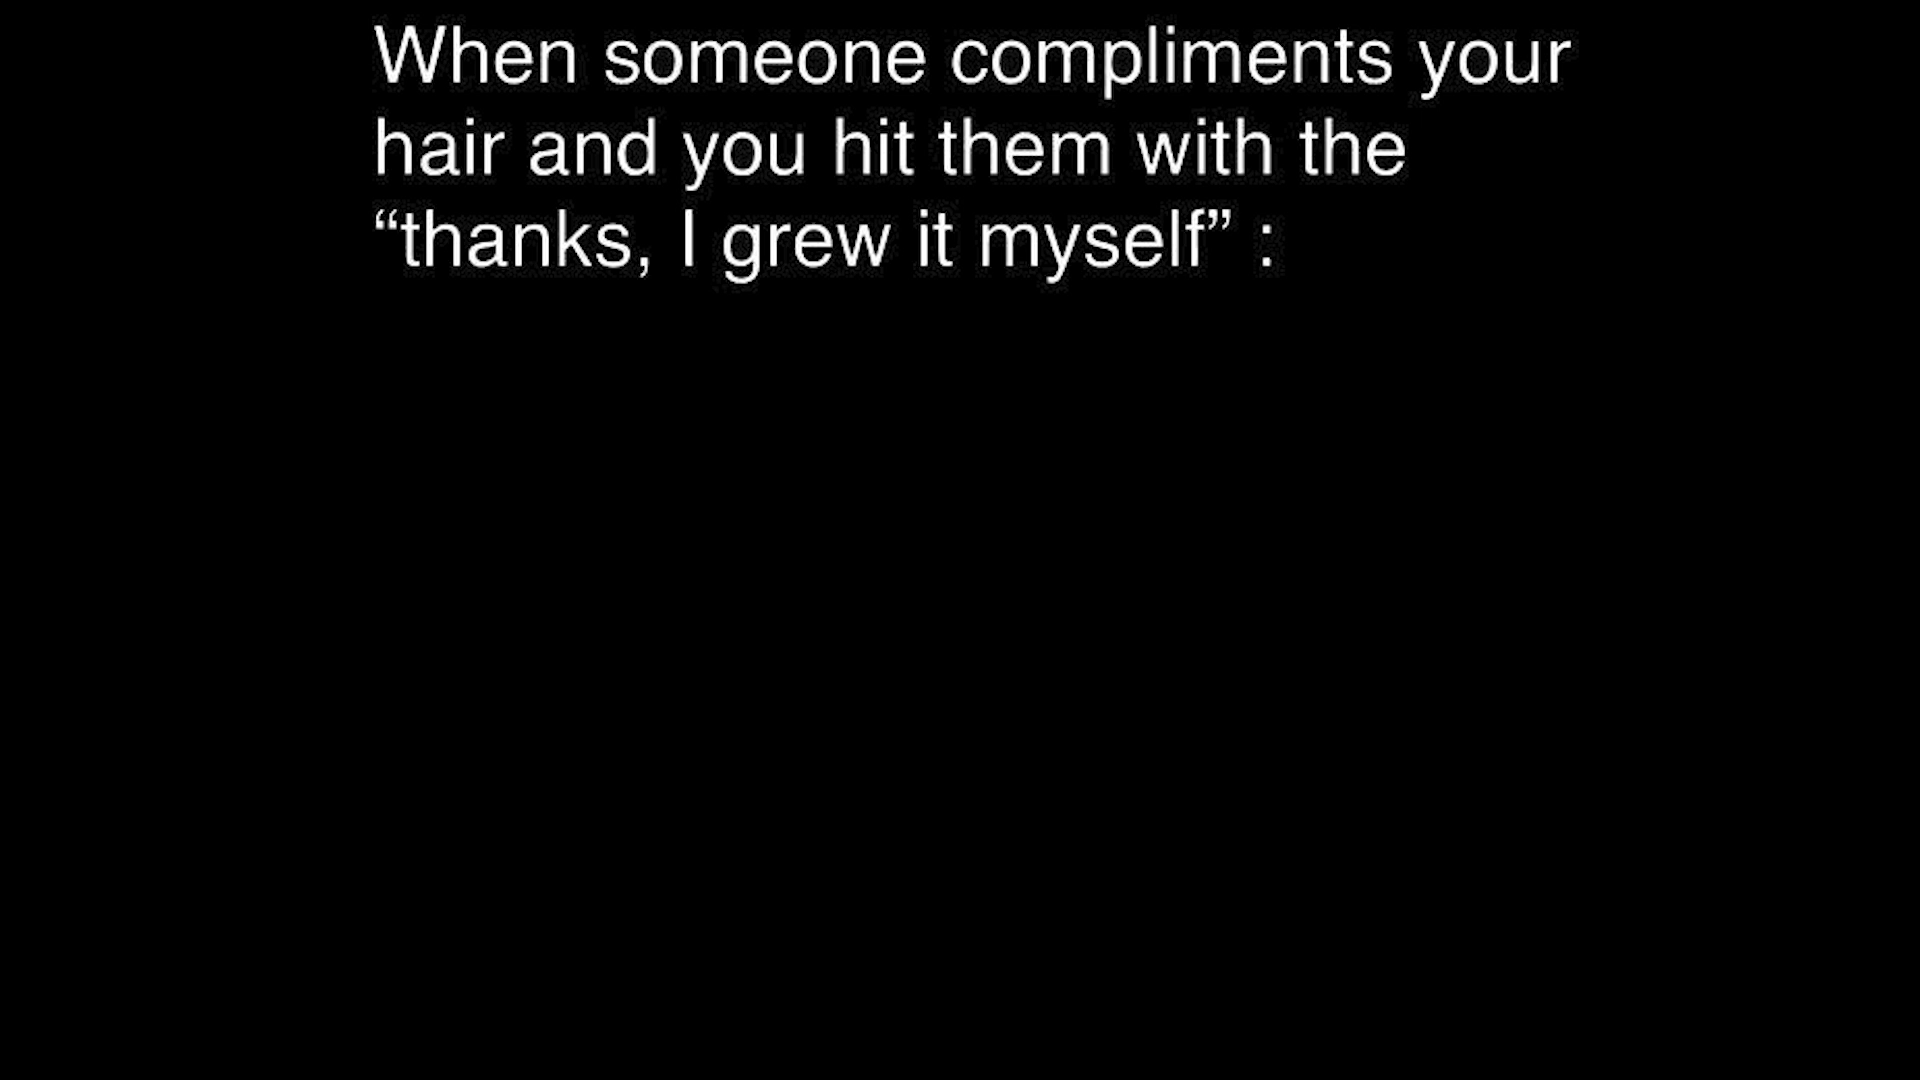 When someone compliments your
hair and you hit them with the
“thanks, I grew it myself” :